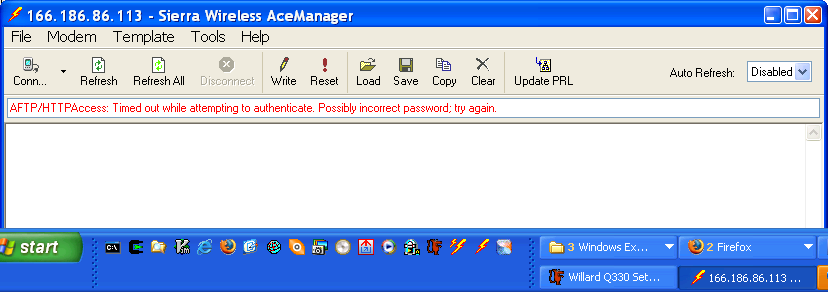 166.186.86.113 - Sierra Wireless AceManager
File Modem Template Tools Help
Conn... Refresh Refresh All Disconnect Write Reset Load Save Copy Clear Update PRL Auto Refresh: Disabled
AFTP/HTTPAccess: Timed out while attempting to authenticate. Possibly incorrect password; try again.
start
3 Windows Ex... 2 Firefox
Willard Q330 Set... 166.186.86.113 ...